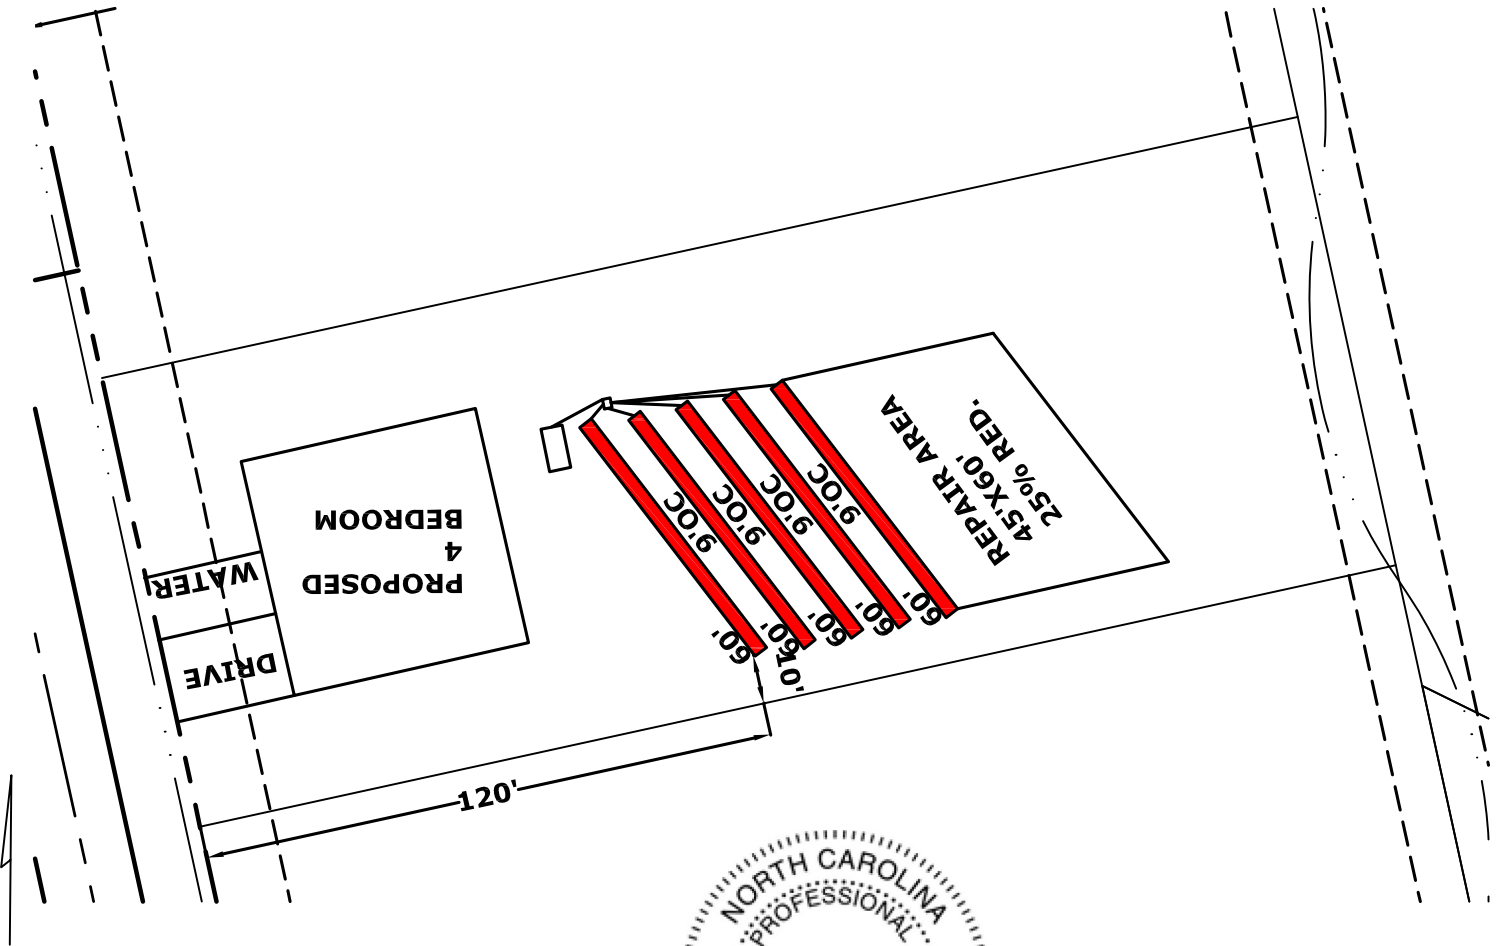 PROPOSED
4
BEDROOM
WATER
DRIVE
9'OC
9'OC
9'OC
9'OC
60'
60'
60'
60'
60'
10'
REPAIR AREA
45'X60'
25% RED.
120'
NORTH CAROLINA
PROFESSIONAL